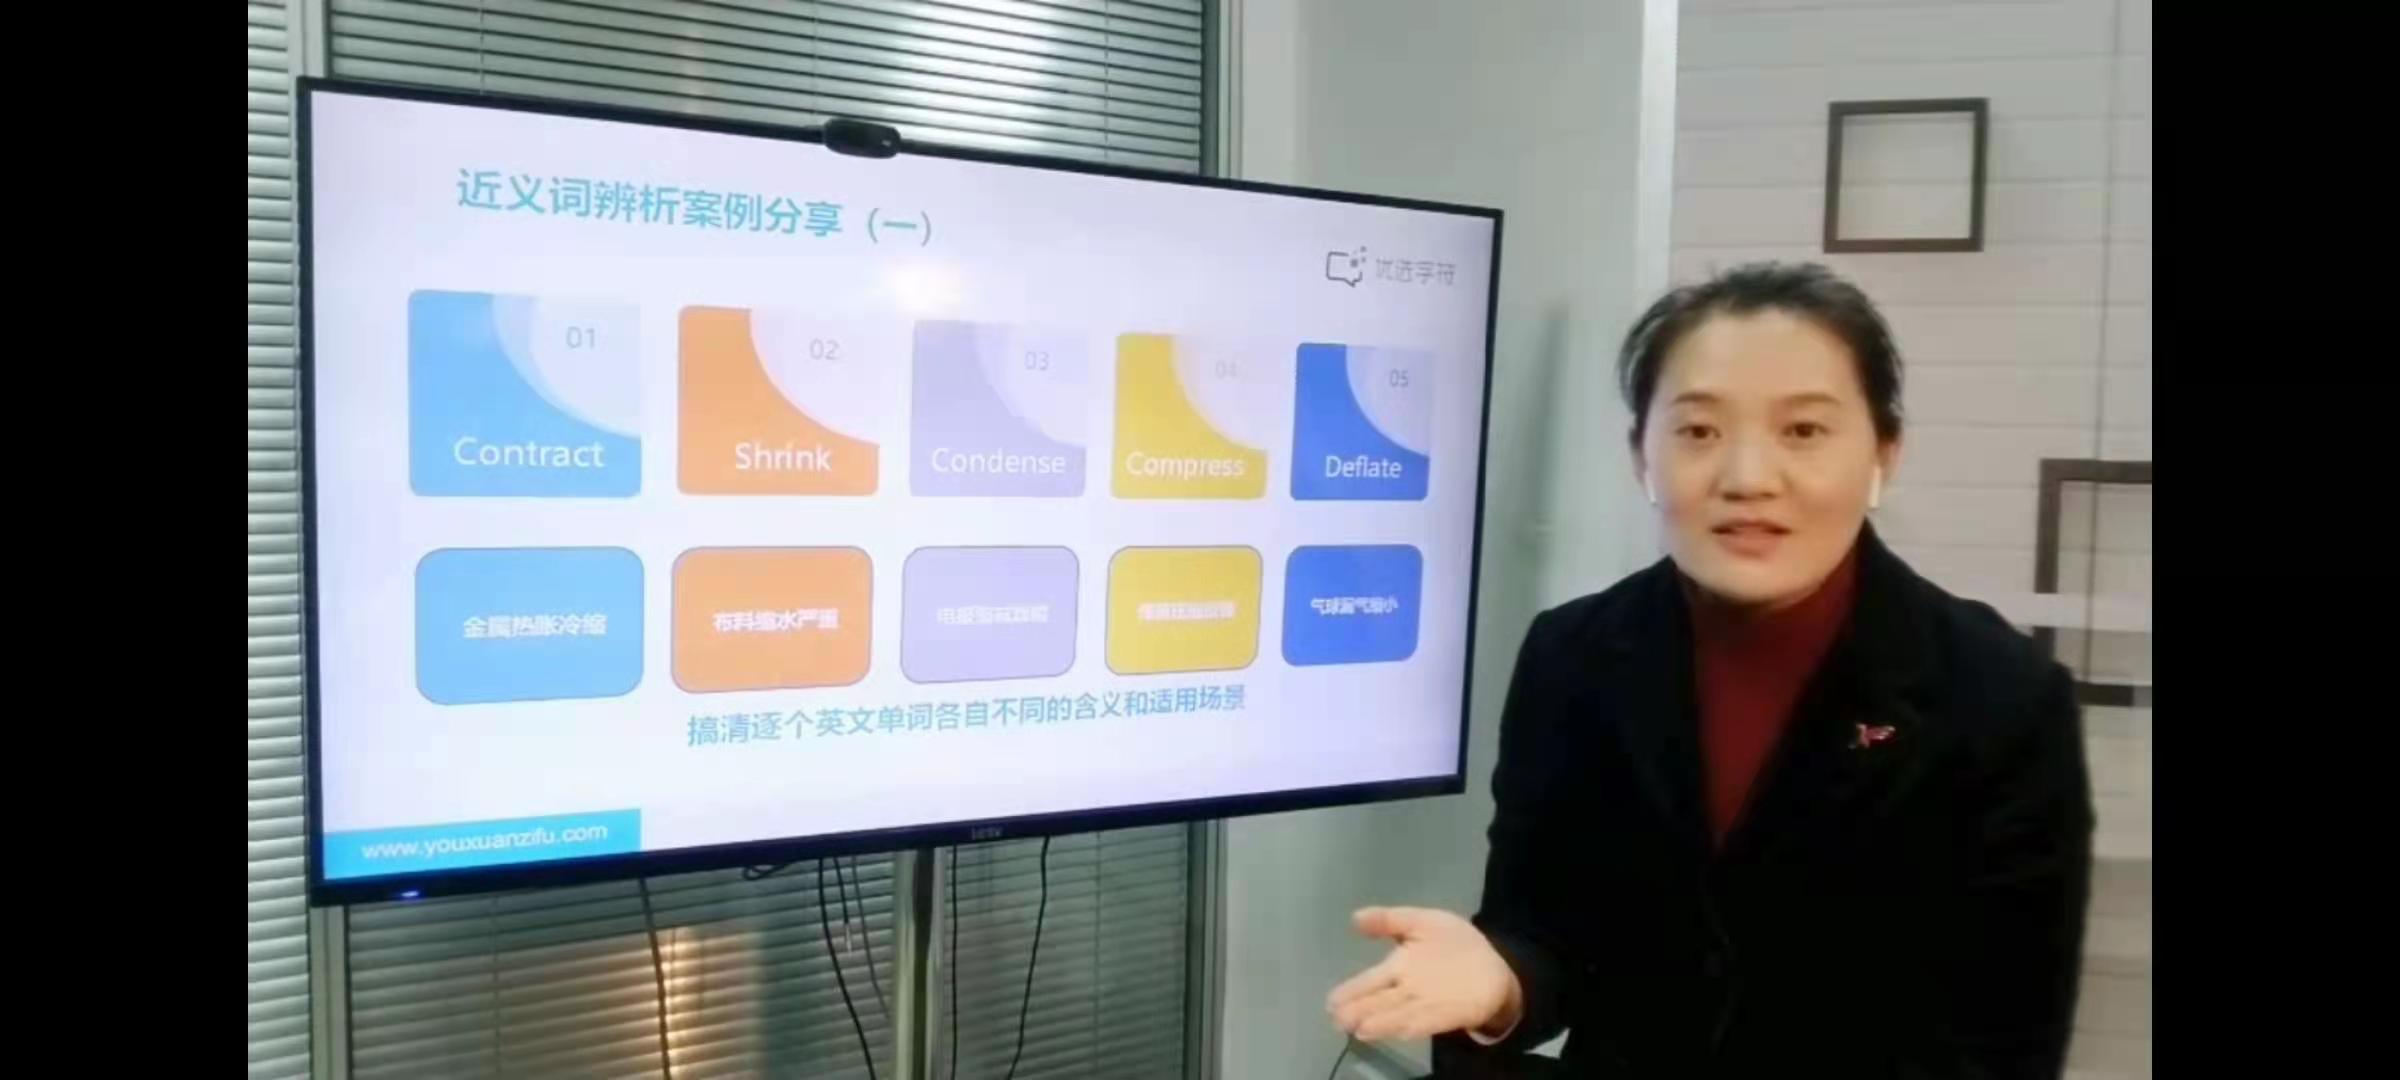 近义词辨析案例分享（一）
优选字符
01
02
03
04
05
Contract
Shrink
Condense
Compress
Deflate
金属热胀冷缩
布料缩水严重
气球漏气缩小
搞清逐个英文单词各自不同的含义和适用场景
www.youxuanzifu.com